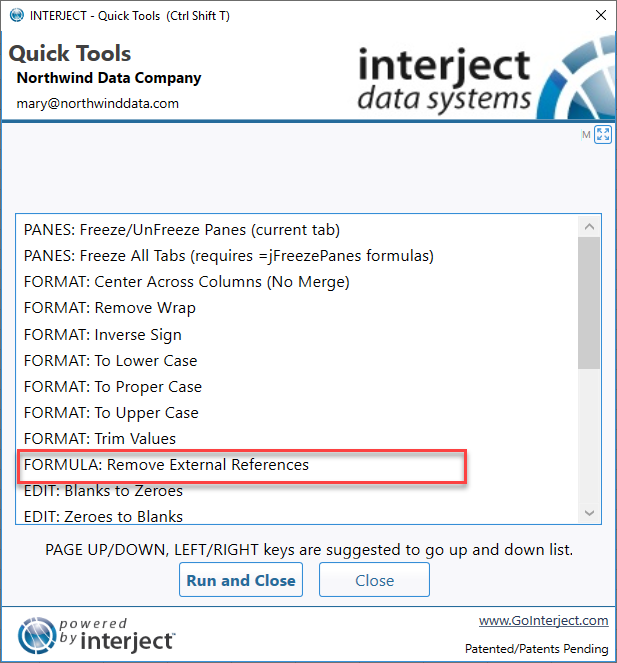 INTERJECT - Quick Tools (Ctrl Shift T)
Quick Tools
Northwind Data Company
mary@northwinddata.com
interject
data systems
M
PANES: Freeze/UnFreeze Panes (current tab)
PANES: Freeze All Tabs (requires =jFreezePanes formulas)
FORMAT: Center Across Columns (No Merge)
FORMAT: Remove Wrap
FORMAT: Inverse Sign
FORMAT: To Lower Case
FORMAT: To Proper Case
FORMAT: To Upper Case
FORMAT: Trim Values
FORMULA: Remove External References
EDIT: Blanks to Zeroes
EDIT: Zeroes to Blanks
PAGE UP/DOWN, LEFT/RIGHT keys are suggested to go up and down list.
Run and Close
Close
powered
by interject™
www.GoInterject.com
Patented/Patents Pending